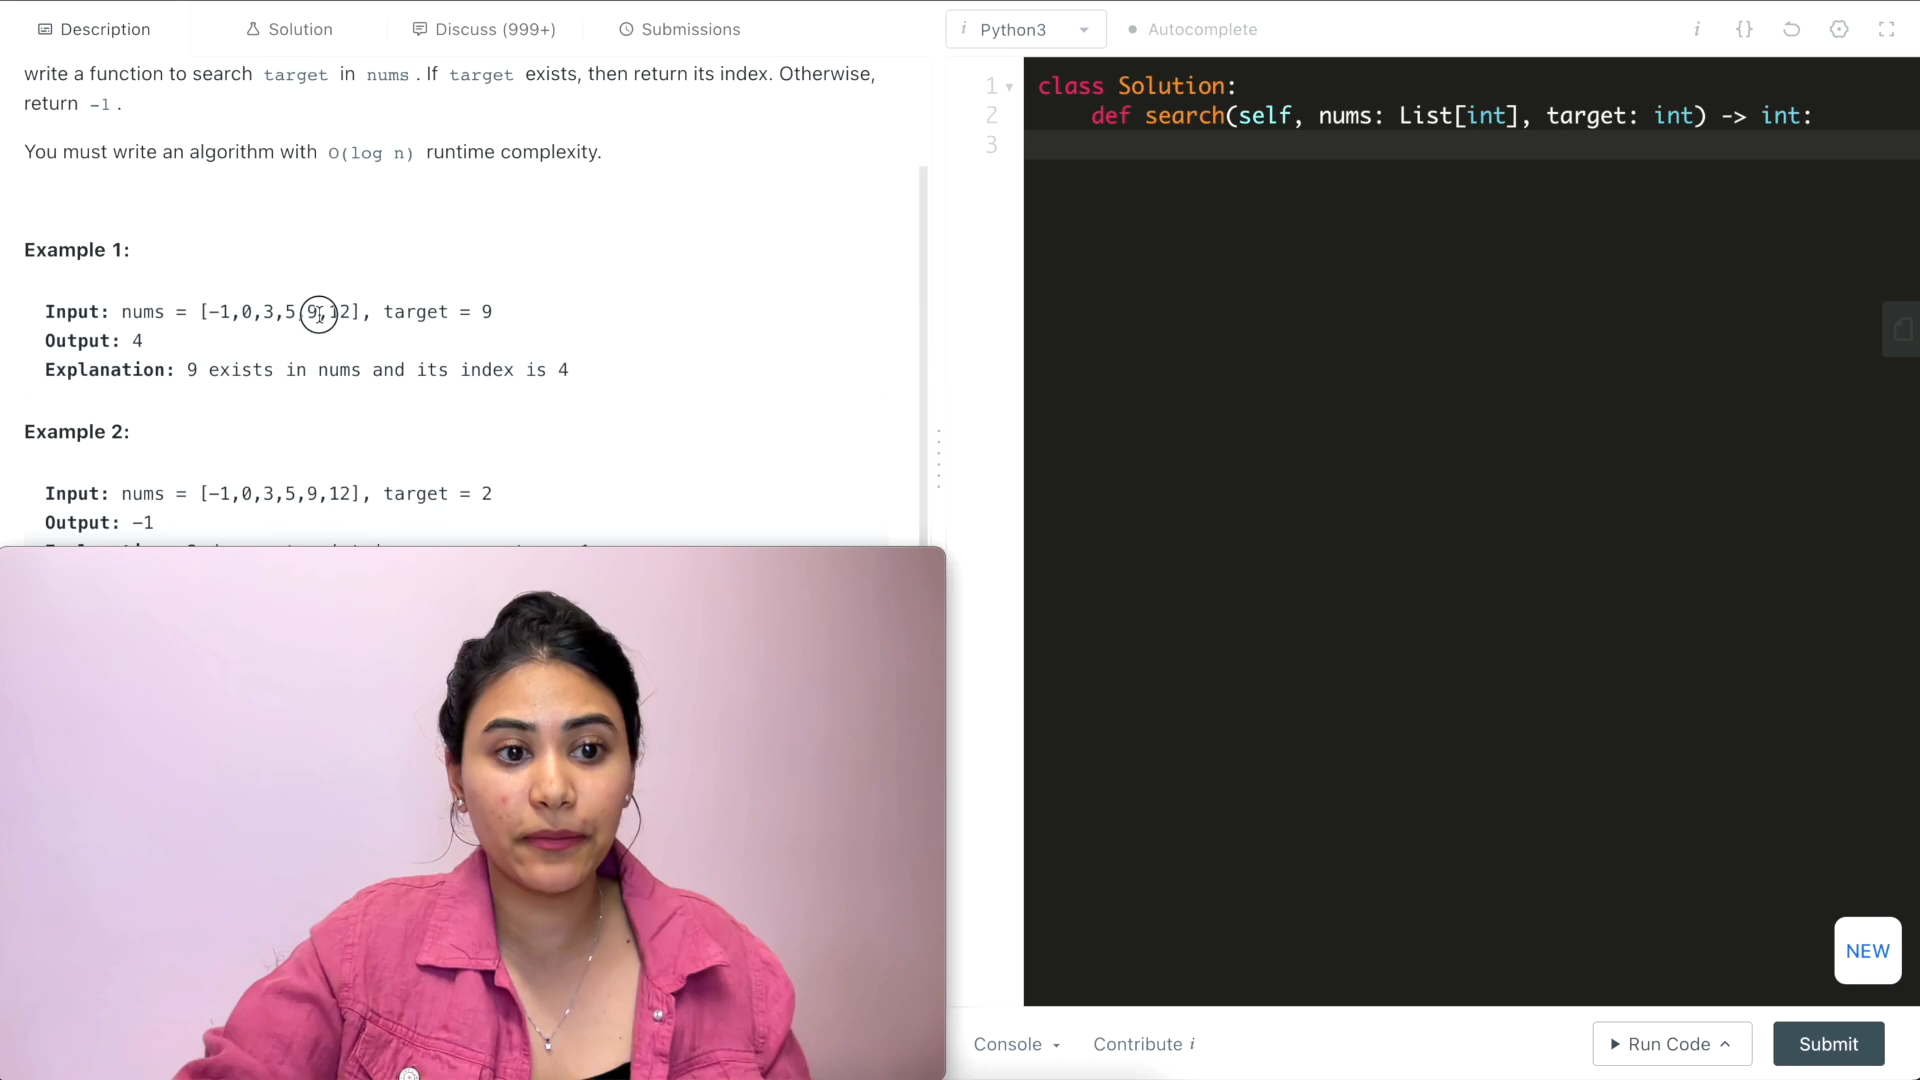 Description
Solution
Discuss (999+)
Submissions
i Python3
Autocomplete
i {}
write a function to search target in nums . If target exists, then return its index. Otherwise,
return -1 .
You must write an algorithm with O(log n) runtime complexity.
Example 1:
Input: nums = [-1,0,3,5,9,12], target = 9
Output: 4
Explanation: 9 exists in nums and its index is 4
Example 2:
Input: nums = [-1,0,3,5,9,12], target = 2
Output: -1
1 class Solution:
2 def search(self, nums: List[int], target: int) -> int:
3
NEW
Console
Contribute i
Run Code
Submit